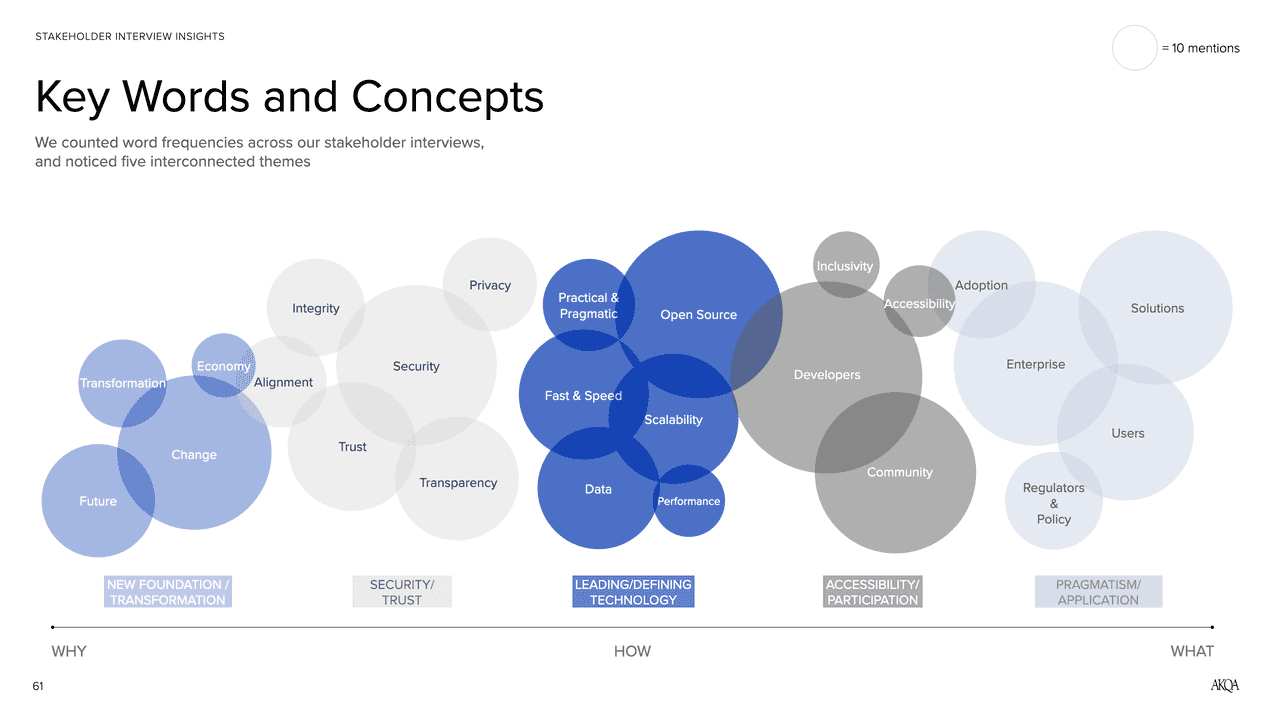 STAKEHOLDER INTERVIEW INSIGHTS
= 10 mentions
Key Words and Concepts
We counted word frequencies across our stakeholder interviews,
and noticed five interconnected themes
Transformation
Economy
Change
Future
Integrity
Alignment
Privacy
Security
Trust
Transparency
Practical &
Pragmatic
Open Source
Fast & Speed
Scalability
Data
Performance
Inclusivity
Accessibility
Developers
Community
Adoption
Enterprise
Solutions
Users
Regulators
&
Policy
NEW FOUNDATION /
TRANSFORMATION
SECURITY/
TRUST
LEADING/DEFINING
TECHNOLOGY
ACCESSIBILITY/
PARTICIPATION
PRAGMATISM/
APPLICATION
WHY
HOW
WHAT
61
AKQA